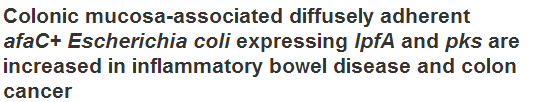 Colonic mucosa-associated diffusely adherent
afaC+ Escherichia coli expressing lpfA and pks are
increased in inflammatory bowel disease and colon
cancer